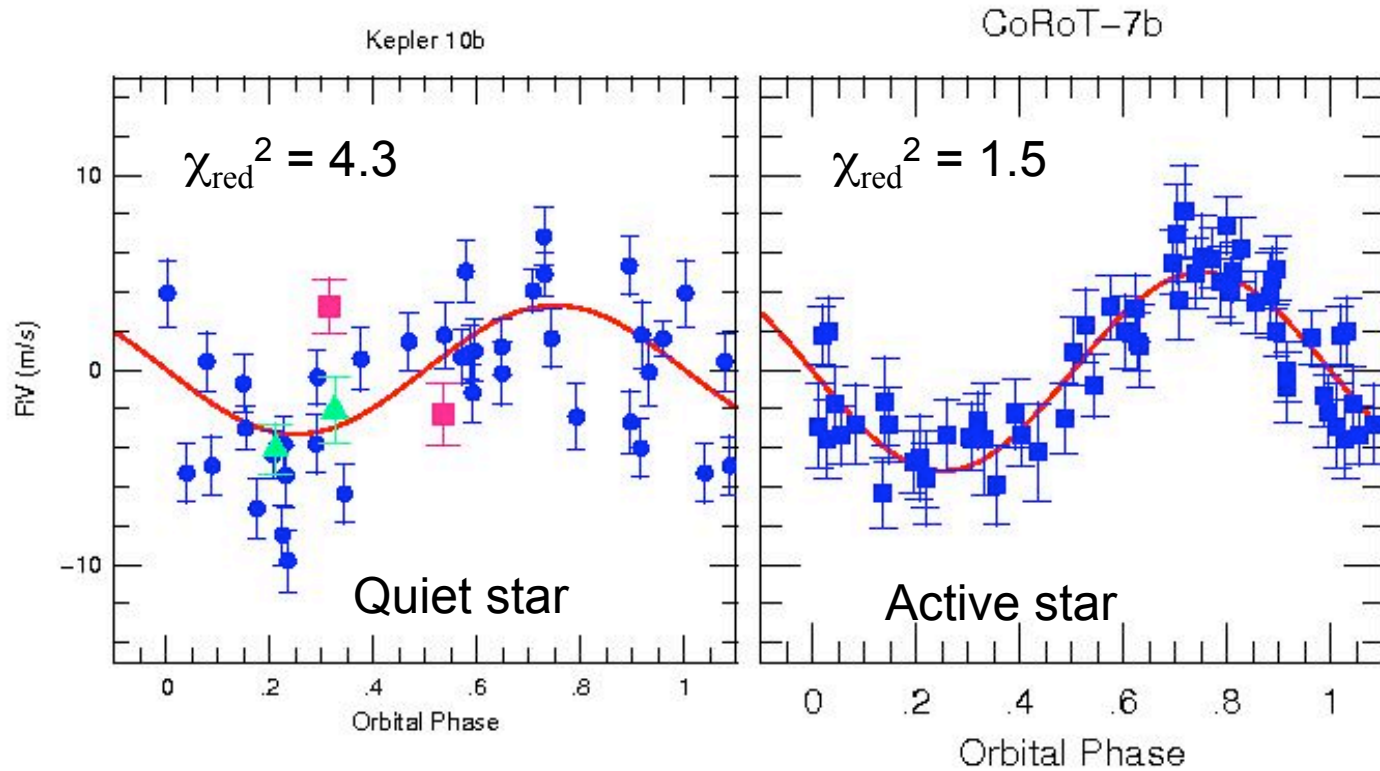 Kepler 10b
CoRoT-7b
χred² = 4.3
χred² = 1.5
10
0
-10
RV (m/s)
Quiet star
Active star
0 .2 .4 .6 .8 1
0 .2 .4 .6 .8 1
Orbital Phase
Orbital Phase